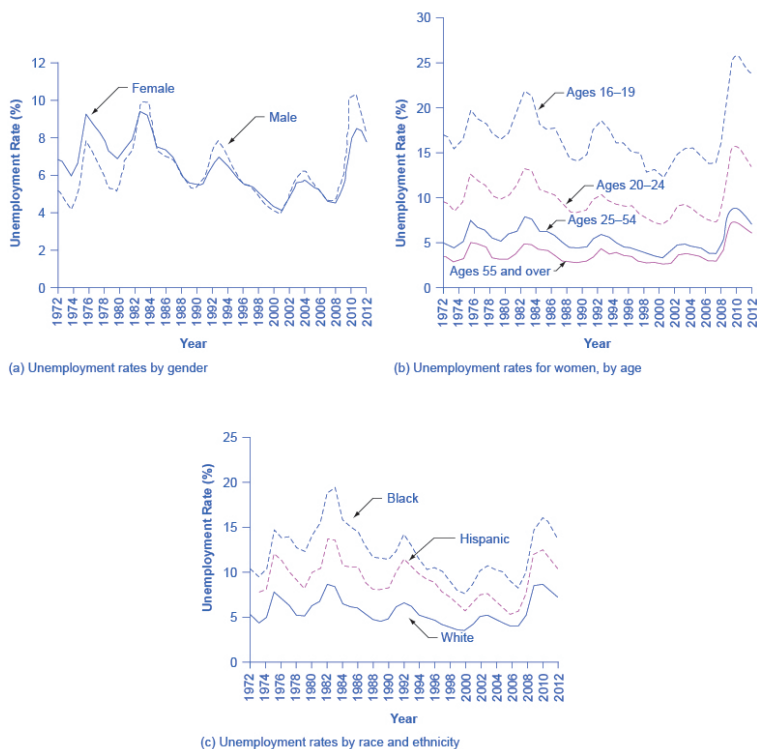 Unemployment Rate (%)
12
10
8
6
4
2
0
Female
Male
1972 1974 1976 1978 1980 1982 1984 1986 1988 1990 1992 1994 1996 1998 2000 2002 2004 2006 2008 2010 2012
Year
(a) Unemployment rates by gender
Unemployment Rate (%)
30
25
20
15
10
5
0
Ages 16–19
Ages 20–24
Ages 25–54
Ages 55 and over
1972 1974 1976 1978 1980 1982 1984 1986 1988 1990 1992 1994 1996 1998 2000 2002 2004 2006 2008 2010 2012
Year
(b) Unemployment rates for women, by age
Unemployment Rate (%)
25
20
15
10
5
0
Black
Hispanic
White
1972 1974 1976 1978 1980 1982 1984 1986 1988 1990 1992 1994 1996 1998 2000 2002 2004 2006 2008 2010 2012
Year
(c) Unemployment rates by race and ethnicity